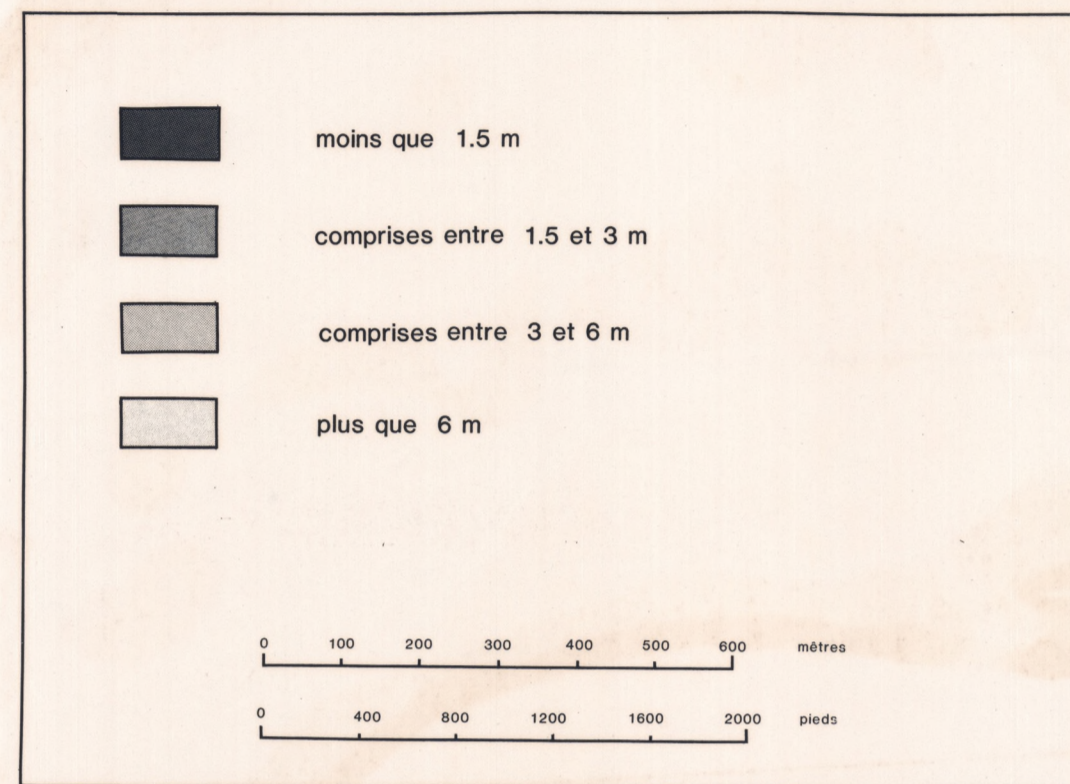 moins que 1.5 m
comprises entre 1.5 et 3 m
comprises entre 3 et 6 m
plus que 6 m
0 100 200 300 400 500 600 mêtres
0 400 800 1200 1600 2000 pieds